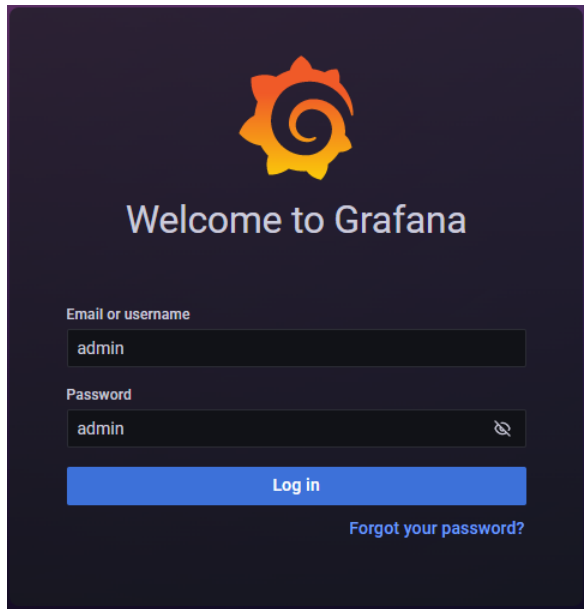 Welcome to Grafana
Email or username
admin
Password
admin
Log in
Forgot your password?